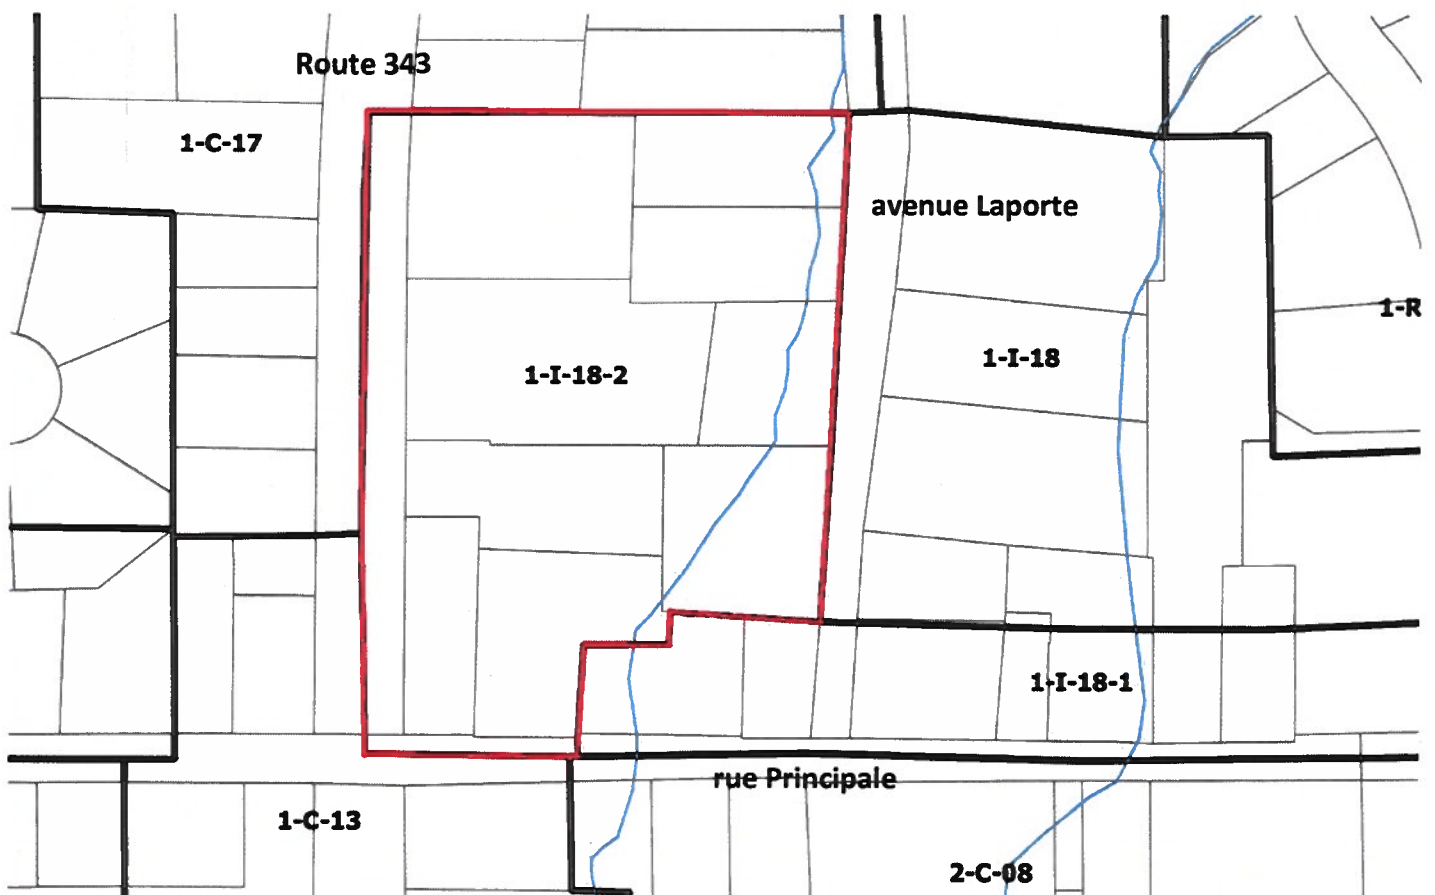 Route 343
1-C-17
avenue Laporte
1-R
1-I-18
1-I-18-2
1-I-18-1
rue Principale
1-C-13
2-C-08